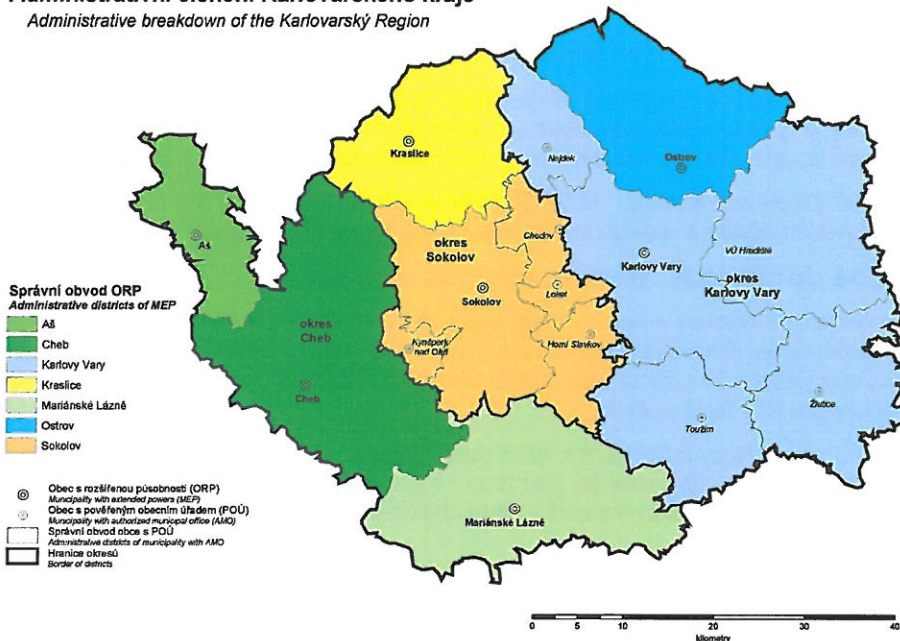 Administrative breakdown of the Karlovarský Region
Kraslice
Nejdek
Ostrov
Aš
okres
Sokolov
Chodov
Karlovy Vary
VÚ Hradiště
okres
Karlovy Vary
Sokolov
Loket
okres
Cheb
Kynšperk
nad Ohří
Horní Slavkov
Cheb
Toužim
Žlutice
Mariánské Lázně
Správní obvod ORP
Administrative districts of MEP
Aš
Cheb
Karlovy Vary
Kraslice
Mariánské Lázně
Ostrov
Sokolov
Obec s rozšířenou působností (ORP)
Municipality with extended powers (MEP)
Obec s pověřeným obecním úřadem (POÚ)
Municipality with authorized municipal office (AMO)
Správní obvod obce s POÚ
Administrative districts of municipality with AMO
Hranice okresů
Border of districts
0 5 10 20 30 40
kilometry